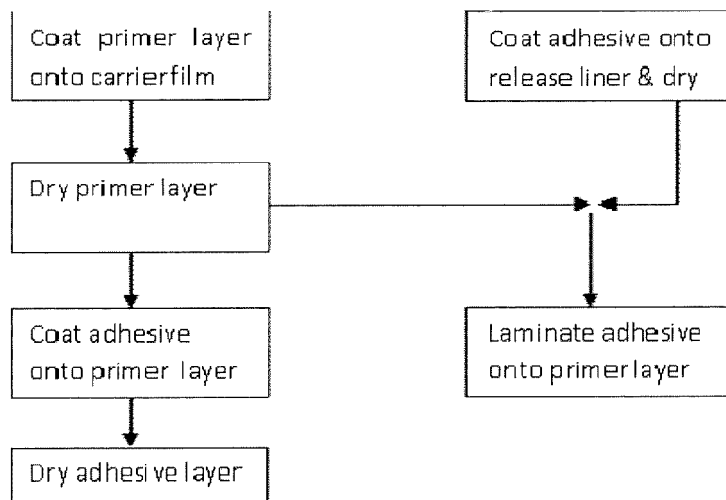 Coat primer layer
onto carrierfilm
Coat adhesive onto
release liner & dry
Dry primer layer
Coat adhesive
onto primer layer
Laminate adhesive
onto primer layer
Dry adhesive layer